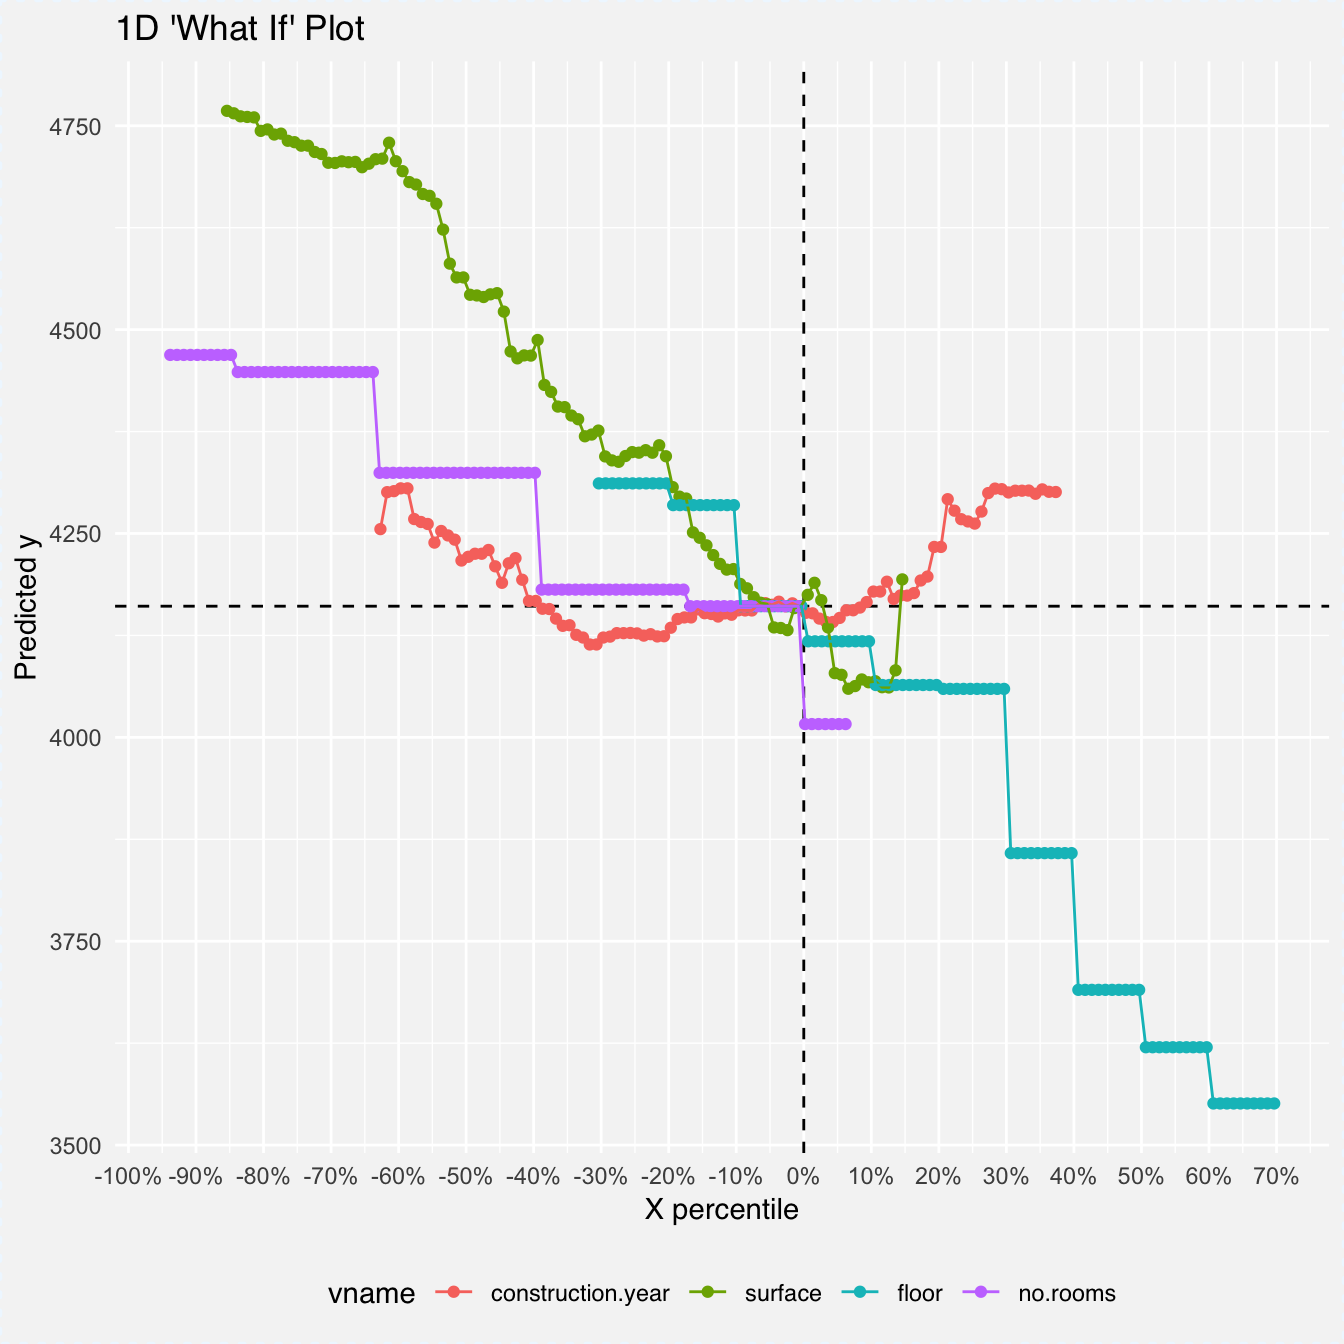 1D 'What If' Plot
Predicted y
4750
4500
4250
4000
3750
3500
-100% -90% -80% -70% -60% -50% -40% -30% -20% -10% 0% 10% 20% 30% 40% 50% 60% 70%
X percentile
vname construction.year surface floor no.rooms